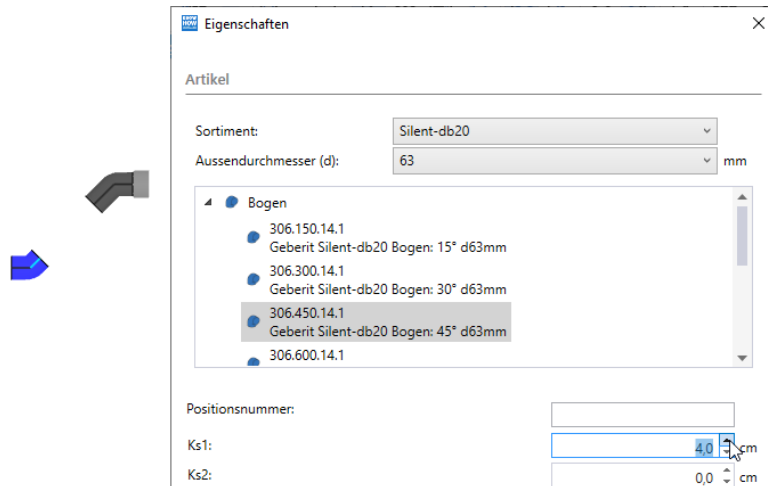 Eigenschaften
Artikel
Sortiment:
Silent-db20
Aussendurchmesser (d):
63
mm
Bogen
306.150.14.1
Geberit Silent-db20 Bogen: 15° d63mm
306.300.14.1
Geberit Silent-db20 Bogen: 30° d63mm
306.450.14.1
Geberit Silent-db20 Bogen: 45° d63mm
306.600.14.1
Positionsnummer:
Ks1:
4,0
cm
Ks2:
0,0
cm